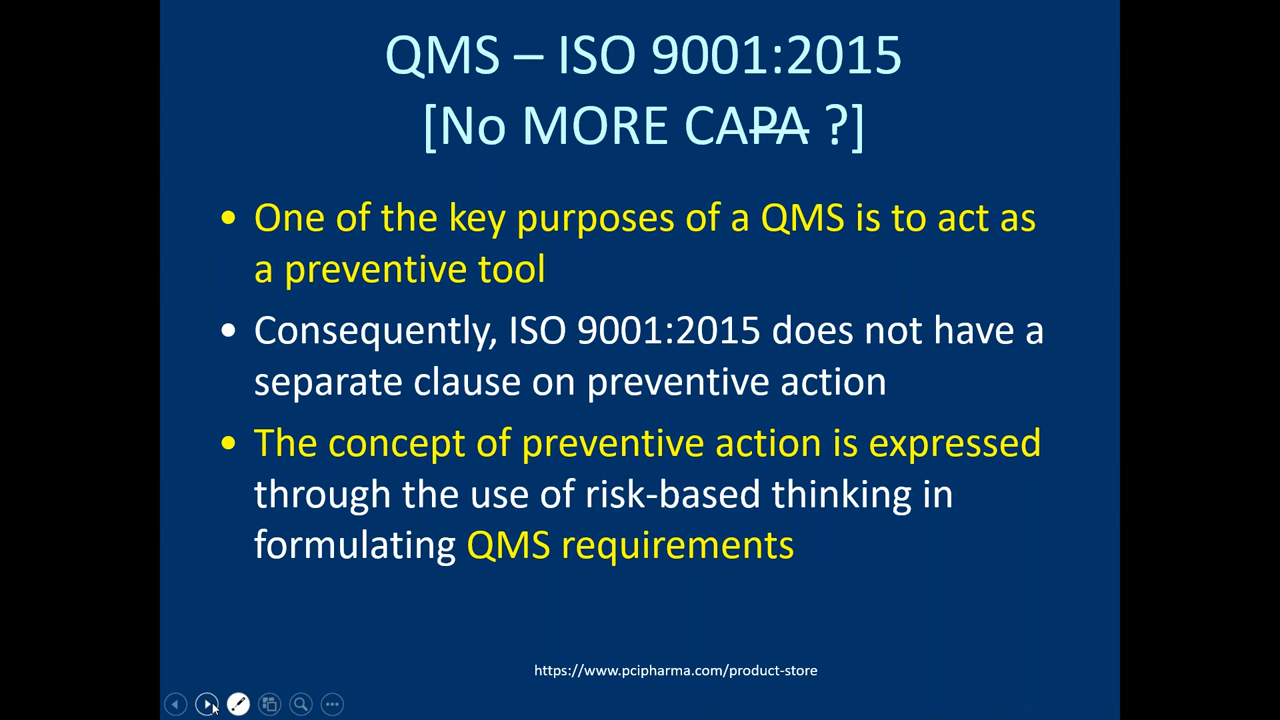 QMS – ISO 9001:2015
[No MORE CAPA ?]
• One of the key purposes of a QMS is to act as
a preventive tool
• Consequently, ISO 9001:2015 does not have a
separate clause on preventive action
• The concept of preventive action is expressed
through the use of risk-based thinking in
formulating QMS requirements
https://www.pcipharma.com/product-store